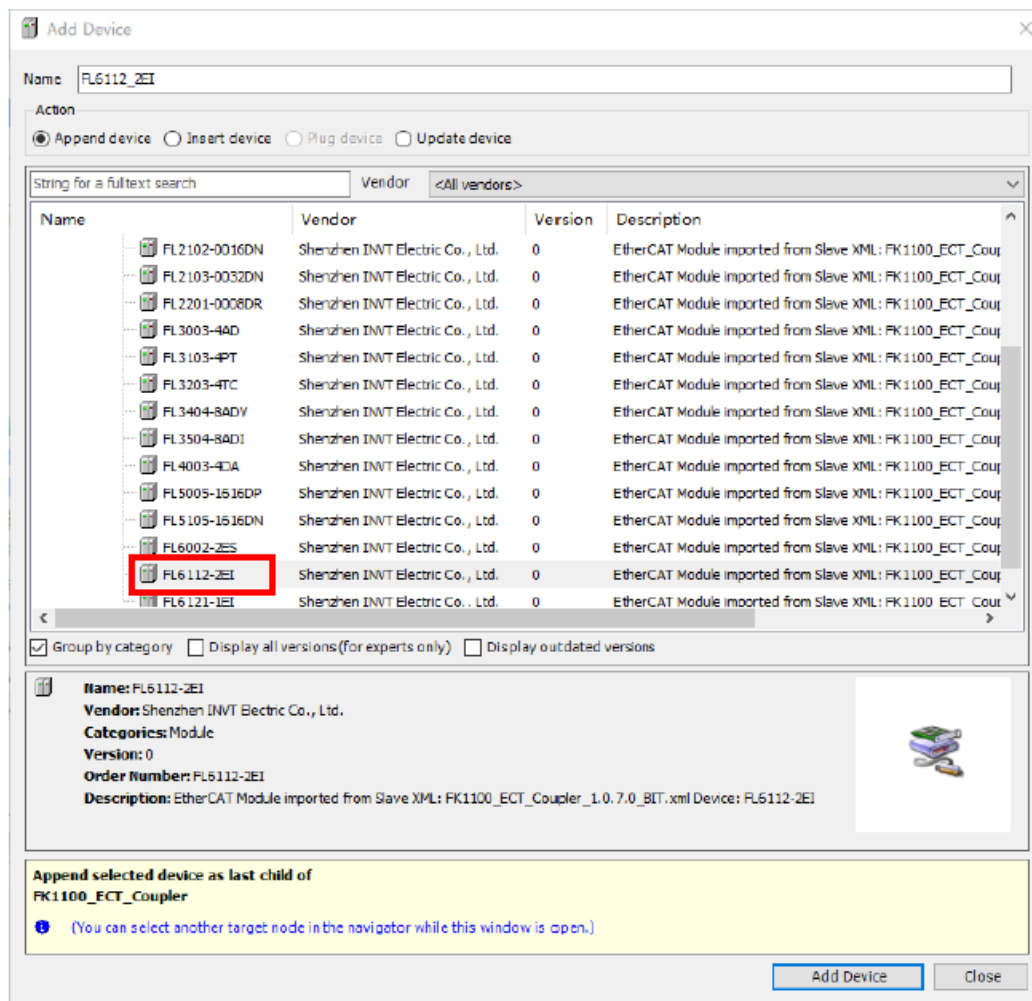 Add Device
Name FL6112_2EI
Action
Append device Insert device Plug device Update device
String for a fulltext search Vendor <All vendors>
Name Vendor Version Description
FL2102-0016DN Shenzhen INVT Electric Co., Ltd. 0 EtherCAT Module imported from Slave XML: FK1100_ECT_Coup
FL2103-0032DN Shenzhen INVT Electric Co., Ltd. 0 EtherCAT Module imported from Slave XML: FK1100_ECT_Coup
FL2201-0008DR Shenzhen INVT Electric Co., Ltd. 0 EtherCAT Module imported from Slave XML: FK1100_ECT_Coup
FL3003-4AD Shenzhen INVT Electric Co., Ltd. 0 EtherCAT Module imported from Slave XML: FK1100_ECT_Coup
FL3103-4PT Shenzhen INVT Electric Co., Ltd. 0 EtherCAT Module imported from Slave XML: FK1100_ECT_Coup
FL3203-4TC Shenzhen INVT Electric Co., Ltd. 0 EtherCAT Module imported from Slave XML: FK1100_ECT_Coup
FL3404-8ADV Shenzhen INVT Electric Co., Ltd. 0 EtherCAT Module imported from Slave XML: FK1100_ECT_Coup
FL3504-8ADI Shenzhen INVT Electric Co., Ltd. 0 EtherCAT Module imported from Slave XML: FK1100_ECT_Coup
FL4003-4DA Shenzhen INVT Electric Co., Ltd. 0 EtherCAT Module imported from Slave XML: FK1100_ECT_Coup
FL5005-1616DP Shenzhen INVT Electric Co., Ltd. 0 EtherCAT Module imported from Slave XML: FK1100_ECT_Coup
FL5105-1616DN Shenzhen INVT Electric Co., Ltd. 0 EtherCAT Module imported from Slave XML: FK1100_ECT_Coup
FL6002-2ES Shenzhen INVT Electric Co., Ltd. 0 EtherCAT Module imported from Slave XML: FK1100_ECT_Coup
FL6112-2EI Shenzhen INVT Electric Co., Ltd. 0 EtherCAT Module imported from Slave XML: FK1100_ECT_Coup
FL6121-1EI Shenzhen INVT Electric Co., Ltd. 0 EtherCAT Module imported from Slave XML: FK1100_ECT_Coup
Group by category Display all versions (for experts only) Display outdated versions
Name: FL6112-2EI
Vendor: Shenzhen INVT Electric Co., Ltd.
Categories: Module
Version: 0
Order Number: FL6112-2EI
Description: EtherCAT Module imported from Slave XML: FK1100_ECT_Coupler_1.0.7.0_BIT.xml Device: FL6112-2EI
Append selected device as last child of
FK1100_ECT_Coupler
(You can select another target node in the navigator while this window is open.)
Add Device Close